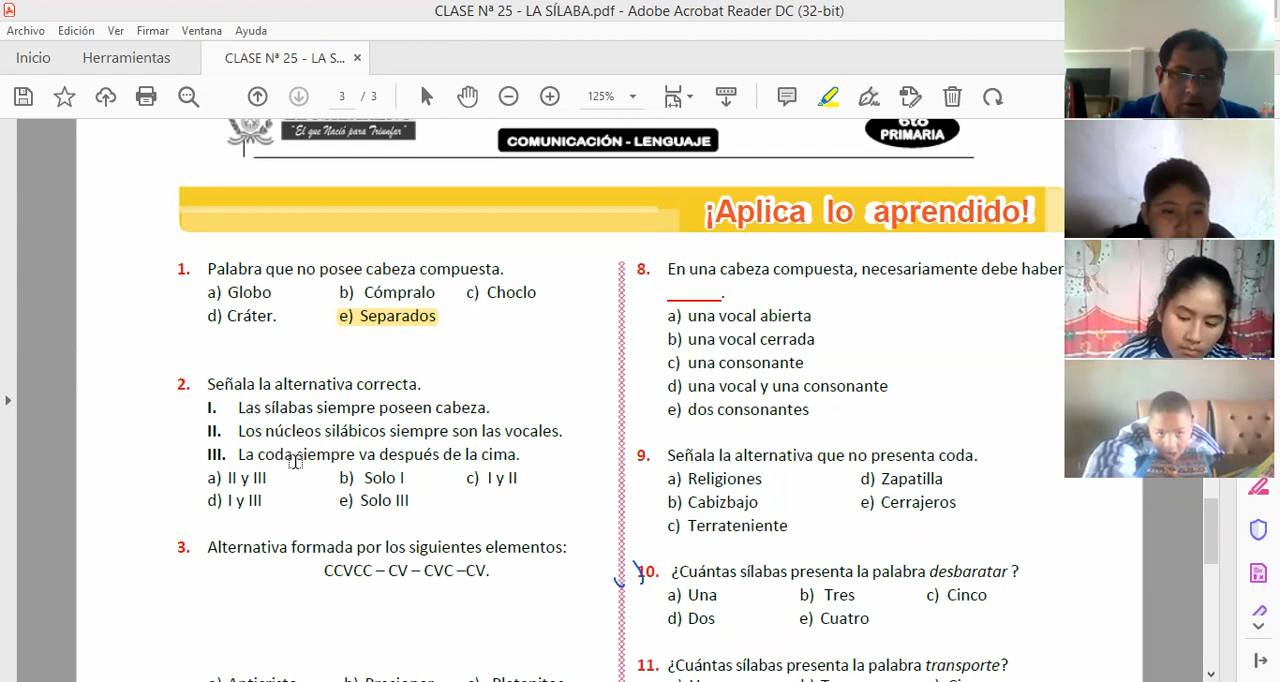 CLASE Nª 25 - LA SÍLABA.pdf - Adobe Acrobat Reader DC (32-bit)
Archivo Edición Ver Firmar Ventana Ayuda
Inicio Herramientas CLASE Nª 25 - LA S... ×
3 / 3 125%
"El que Nació para Triunfar"
COMUNICACIÓN - LENGUAJE
6to
PRIMARIA
¡Aplica lo aprendido!
1. Palabra que no posee cabeza compuesta.
a) Globo b) Cómpralo c) Choclo
d) Cráter. e) Separados
2. Señala la alternativa correcta.
I. Las sílabas siempre poseen cabeza.
II. Los núcleos silábicos siempre son las vocales.
III. La coda siempre va después de la cima.
a) II y III b) Solo I c) I y II
d) I y III e) Solo III
3. Alternativa formada por los siguientes elementos:
CCVCC – CV – CVC –CV.
a) Anticristo b) Presionar c) Platanitos
8. En una cabeza compuesta, necesariamente debe haber
______.
a) una vocal abierta
b) una vocal cerrada
c) una consonante
d) una vocal y una consonante
e) dos consonantes
9. Señala la alternativa que no presenta coda.
a) Religiones d) Zapatilla
b) Cabizbajo e) Cerrajeros
c) Terrateniente
10. ¿Cuántas sílabas presenta la palabra desbaratar ?
a) Una b) Tres c) Cinco
d) Dos e) Cuatro
11. ¿Cuántas sílabas presenta la palabra transporte?